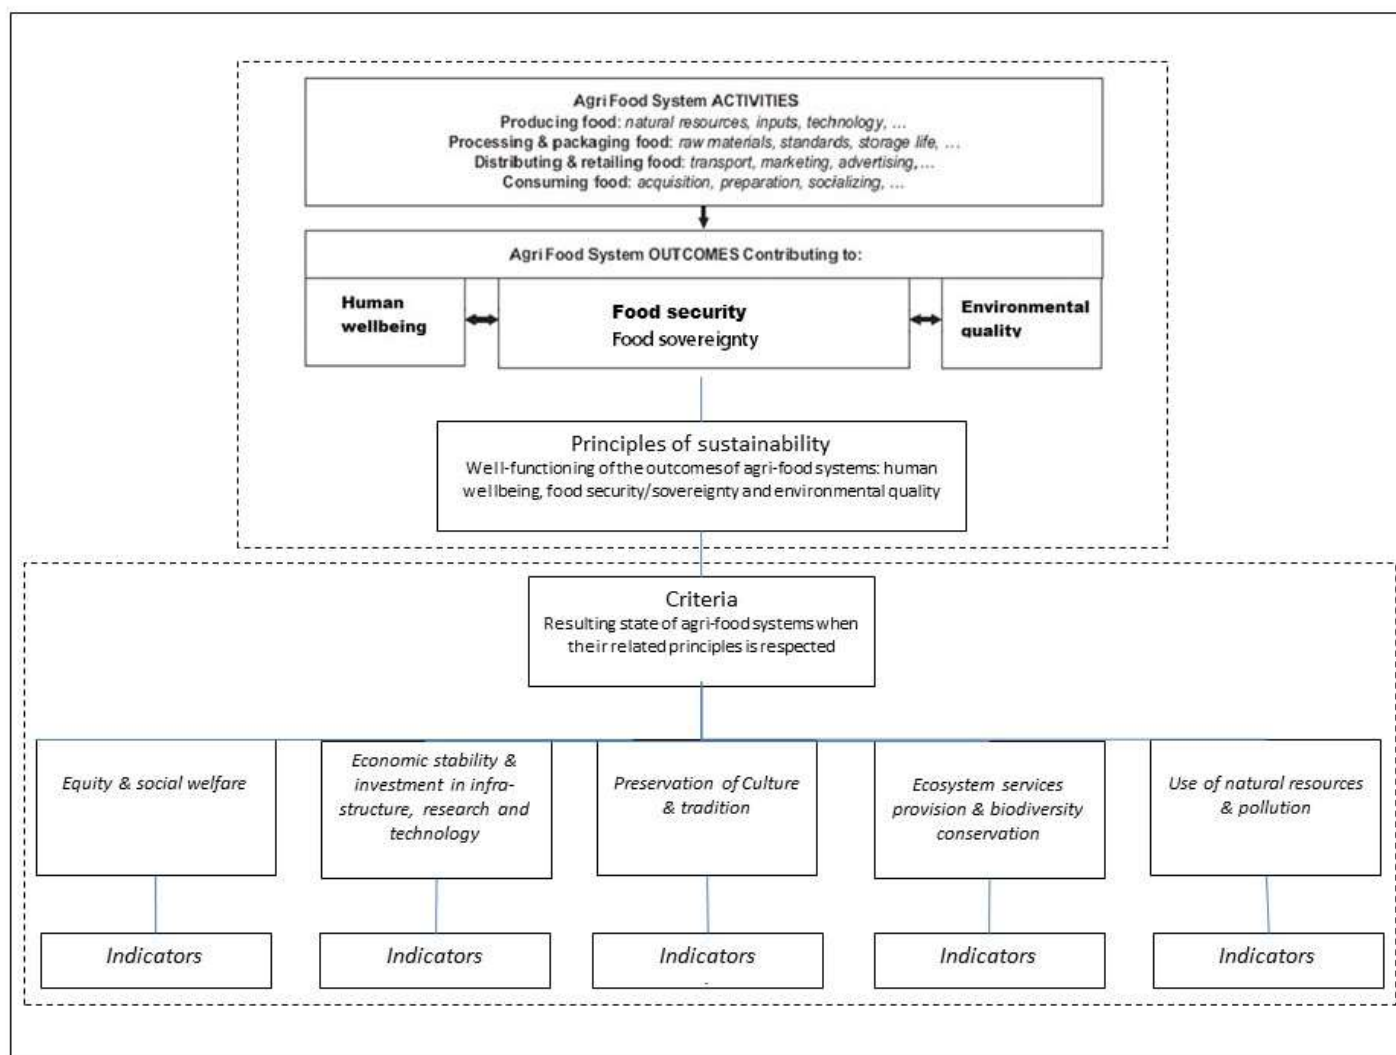 Agri Food System ACTIVITIES
Producing food: natural resources, inputs, technology, ...
Processing & packaging food: raw materials, standards, storage life, ...
Distributing & retailing food: transport, marketing, advertising, ...
Consuming food: acquisition, preparation, socializing, ...
Agri Food System OUTCOMES Contributing to:
Human
wellbeing
Food security
Food sovereignty
Environmental
quality
Principles of sustainability
Well-functioning of the outcomes of agri-food systems: human
wellbeing, food security/sovereignty and environmental quality
Criteria
Resulting state of agri-food systems when
their related principles is respected
Equity & social welfare
Economic stability &
investment in infra-
structure, research and
technology
Preservation of Culture
& tradition
Ecosystem services
provision & biodiversity
conservation
Use of natural resources
& pollution
Indicators
Indicators
Indicators
Indicators
Indicators